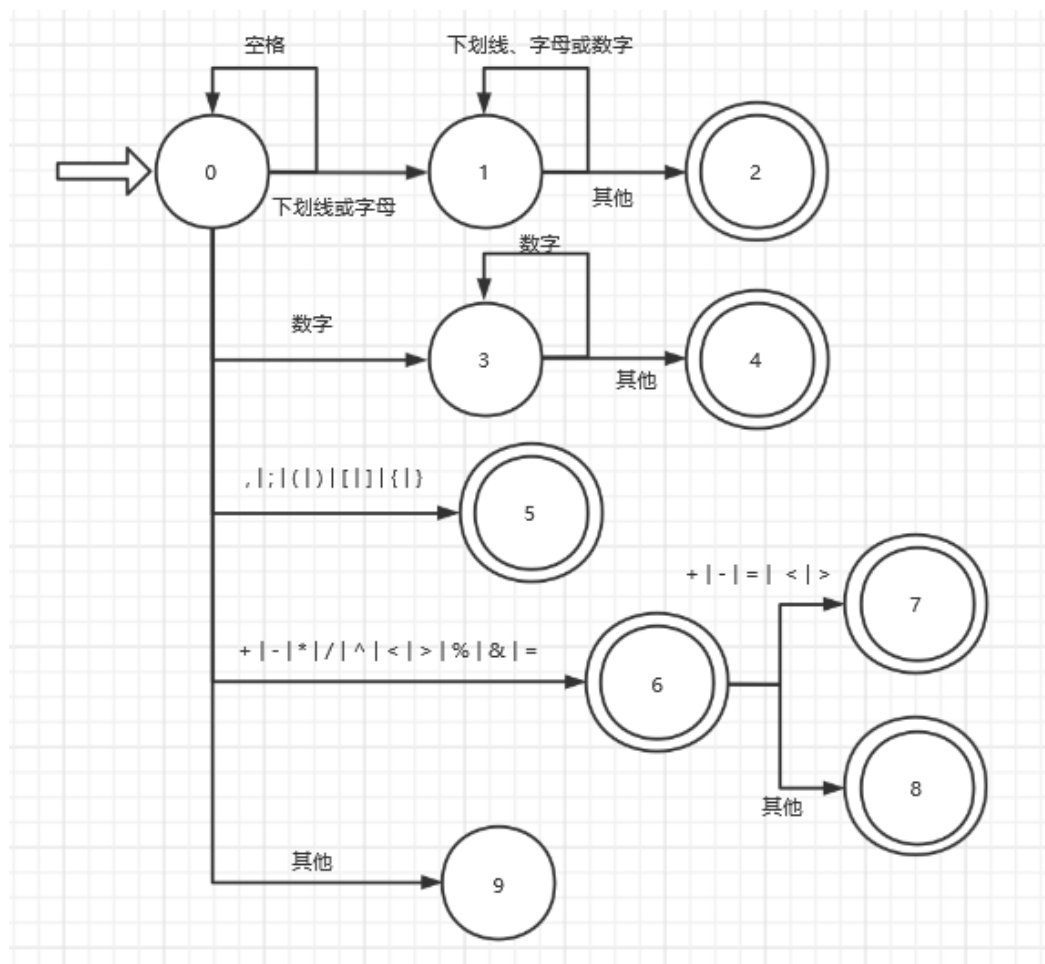 空格
下划线、字母或数字
0
1
2
下划线或字母
其他
数字
数字
3
4
其他
,|;|(|)|[|]|{|}
5
+|-|=| <|>
7
+|-|*|/|^|<|>|%|&|=
6
8
其他
其他
9